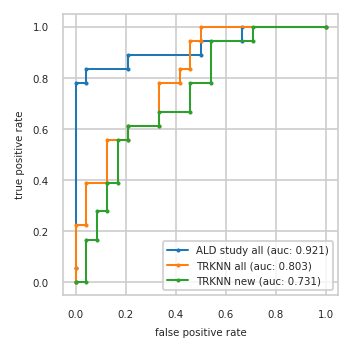 1.0
0.8
0.6
0.4
0.2
0.0
true positive rate
ALD study all (auc: 0.921)
TRKNN all (auc: 0.803)
TRKNN new (auc: 0.731)
0.0 0.2 0.4 0.6 0.8 1.0
false positive rate